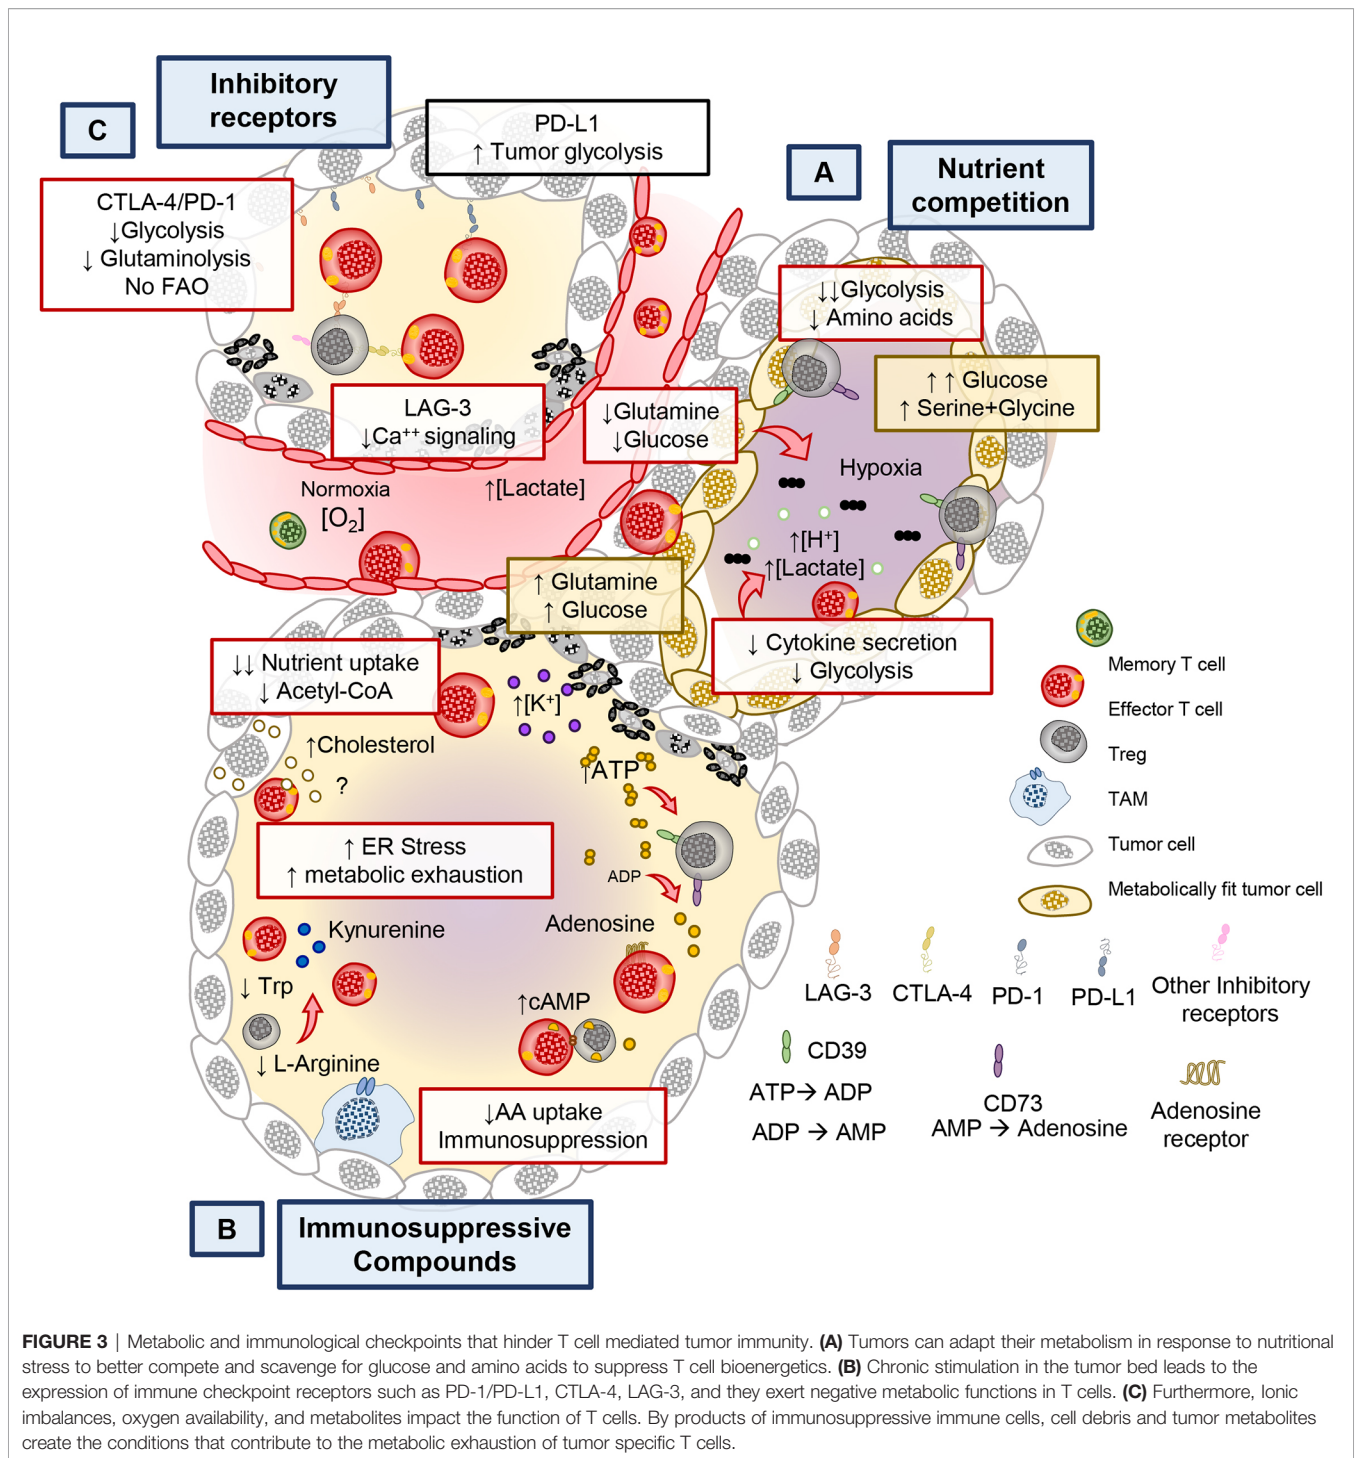 Inhibitory
receptors
C
PD-L1
↑ Tumor glycolysis
A
Nutrient
competition
CTLA-4/PD-1
↓Glycolysis
↓ Glutaminolysis
No FAO
↓↓Glycolysis
↓ Amino acids
↑ ↑ Glucose
↑ Serine+Glycine
LAG-3
↓Ca⁺⁺ signaling
↓Glutamine
↓Glucose
Hypoxia
Normoxia
[O₂]
↑[Lactate]
↑[H⁺]
↑[Lactate]
↑ Glutamine
↑ Glucose
↓ Cytokine secretion
↓ Glycolysis
↓↓ Nutrient uptake
↓ Acetyl-CoA
↑[K⁺]
↑Cholesterol
?
↑ATP
↑ ER Stress
↑ metabolic exhaustion
ADP
Kynurenine
Adenosine
↓ Trp
↑cAMP
↓ L-Arginine
↓AA uptake
Immunosuppression
B
Immunosuppressive
Compounds
Memory T cell
Effector T cell
Treg
TAM
Tumor cell
Metabolically fit tumor cell
LAG-3
CTLA-4
PD-1
PD-L1
Other Inhibitory
receptors
CD39
ATP→ ADP
ADP → AMP
CD73
AMP → Adenosine
Adenosine
receptor
FIGURE 3 | Metabolic and immunological checkpoints that hinder T cell mediated tumor immunity. (A) Tumors can adapt their metabolism in response to nutritional
stress to better compete and scavenge for glucose and amino acids to suppress T cell bioenergetics. (B) Chronic stimulation in the tumor bed leads to the
expression of immune checkpoint receptors such as PD-1/PD-L1, CTLA-4, LAG-3, and they exert negative metabolic functions in T cells. (C) Furthermore, Ionic
imbalances, oxygen availability, and metabolites impact the function of T cells. By products of immunosuppressive immune cells, cell debris and tumor metabolites
create the conditions that contribute to the metabolic exhaustion of tumor specific T cells.